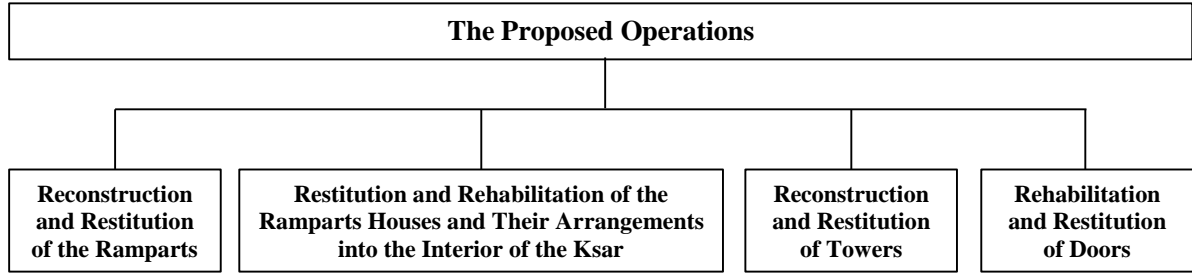 The Proposed Operations
Reconstruction
and Restitution
of the Ramparts
Restitution and Rehabilitation of the
Ramparts Houses and Their Arrangements
into the Interior of the Ksar
Reconstruction
and Restitution
of Towers
Rehabilitation
and Restitution
of Doors